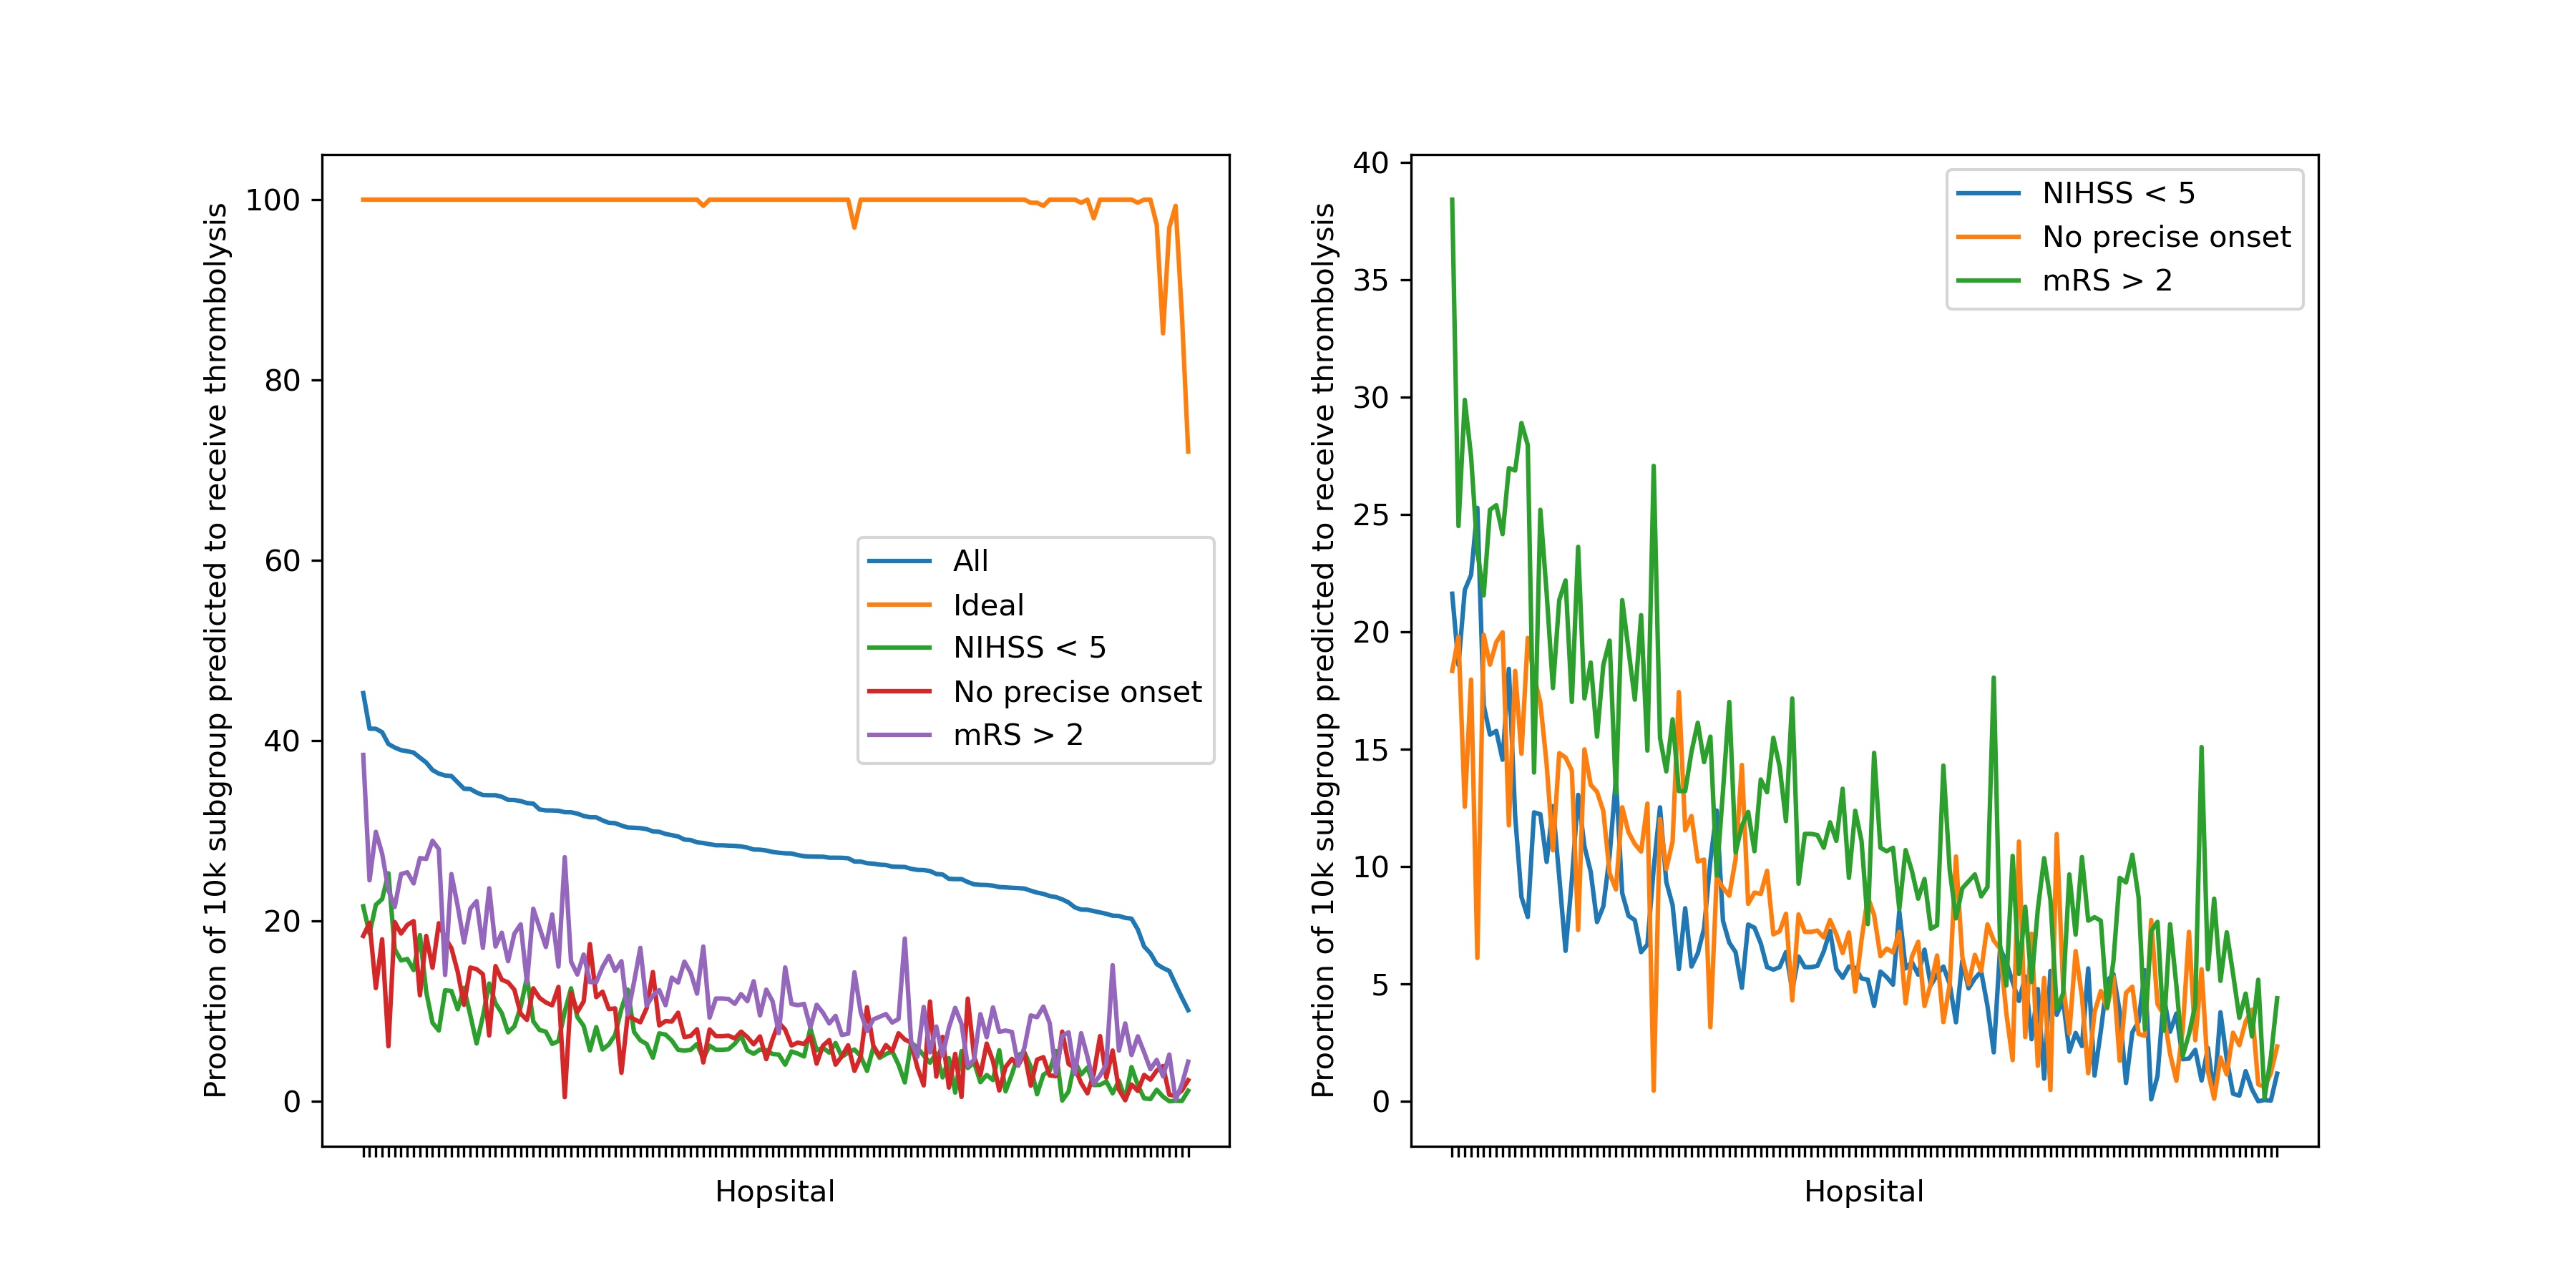 Proortion of 10k subgroup predicted to receive thrombolysis
100
80
60
40
20
0
All
Ideal
NIHSS < 5
No precise onset
mRS > 2
Hopsital
Proortion of 10k subgroup predicted to receive thrombolysis
40
35
30
25
20
15
10
5
0
NIHSS < 5
No precise onset
mRS > 2
Hopsital